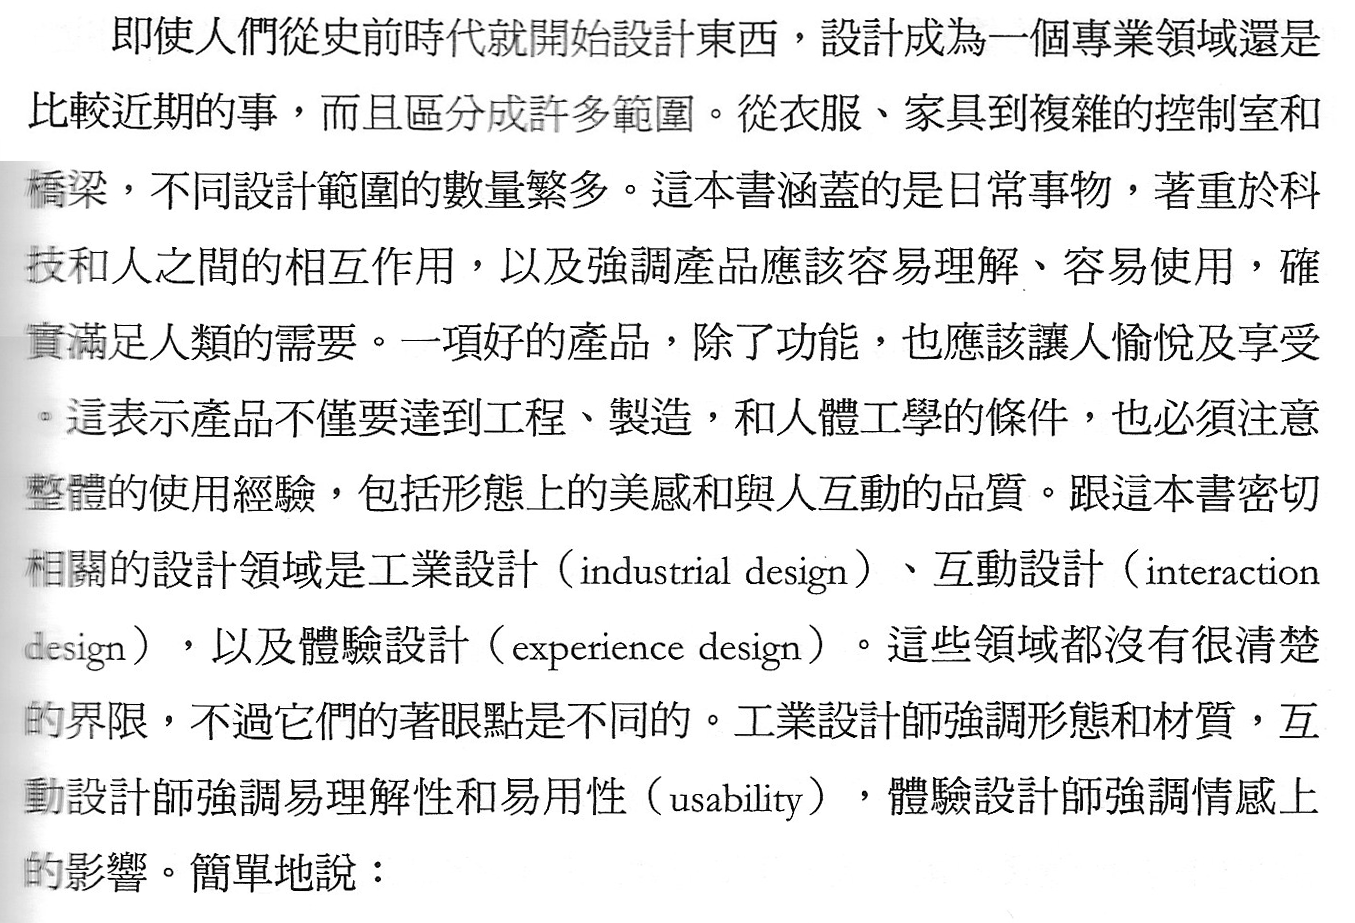 即使人們從史前時代就開始設計東西，設計成為一個專業領域還是
比較近期的事，而且區分成許多範圍。從衣服、家具到複雜的控制室和
橋梁，不同設計範圍的數量繁多。這本書涵蓋的是日常事物，著重於科
技和人之間的相互作用，以及強調產品應該容易理解、容易使用，確
實滿足人類的需要。一項好的產品，除了功能，也應該讓人愉悅及享受
。這表示產品不僅要達到工程、製造，和人體工學的條件，也必須注意
整體的使用經驗，包括形態上的美感和與人互動的品質。跟這本書密切
相關的設計領域是工業設計（industrial design）、互動設計（interaction
design），以及體驗設計（experience design）。這些領域都沒有很清楚
的界限，不過它們的著眼點是不同的。工業設計師強調形態和材質，互
動設計師強調易理解性和易用性（usability），體驗設計師強調情感上
的影響。簡單地說：